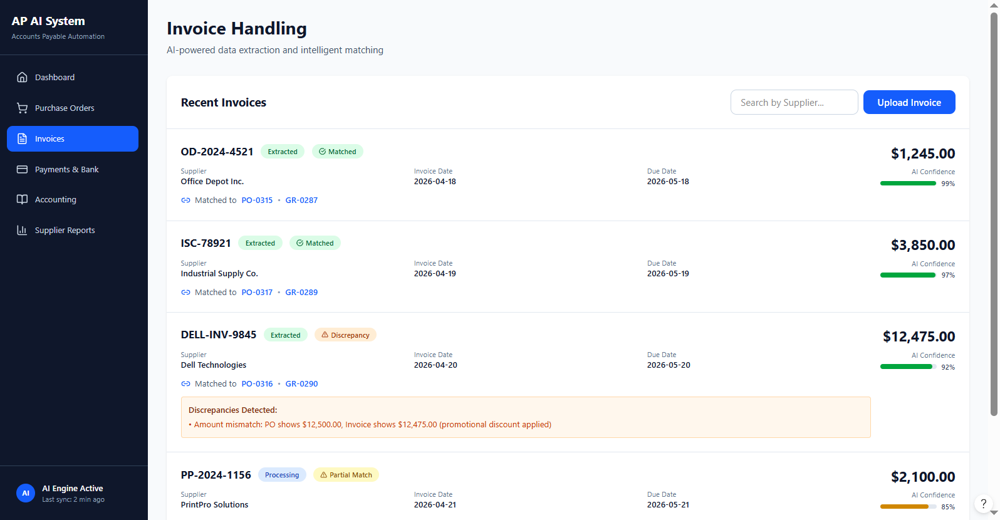 AP AI System
Accounts Payable Automation
Dashboard
Purchase Orders
Invoices
Payments & Bank
Accounting
Supplier Reports
AI
AI Engine Active
Last sync: 2 min ago
Invoice Handling
AI-powered data extraction and intelligent matching
Recent Invoices
Search by Supplier...
Upload Invoice
OD-2024-4521 Extracted Matched
$1,245.00
Supplier Invoice Date Due Date AI Confidence
Office Depot Inc. 2026-04-18 2026-05-18 99%
Matched to PO-0315 • GR-0287
ISC-78921 Extracted Matched
$3,850.00
Supplier Invoice Date Due Date AI Confidence
Industrial Supply Co. 2026-04-19 2026-05-19 97%
Matched to PO-0317 • GR-0289
DELL-INV-9845 Extracted Discrepancy
$12,475.00
Supplier Invoice Date Due Date AI Confidence
Dell Technologies 2026-04-20 2026-05-20 92%
Matched to PO-0316 • GR-0290
Discrepancies Detected:
• Amount mismatch: PO shows $12,500.00, Invoice shows $12,475.00 (promotional discount applied)
PP-2024-1156 Processing Partial Match
$2,100.00
Supplier Invoice Date Due Date AI Confidence
PrintPro Solutions 2026-04-21 2026-05-21 85%
?